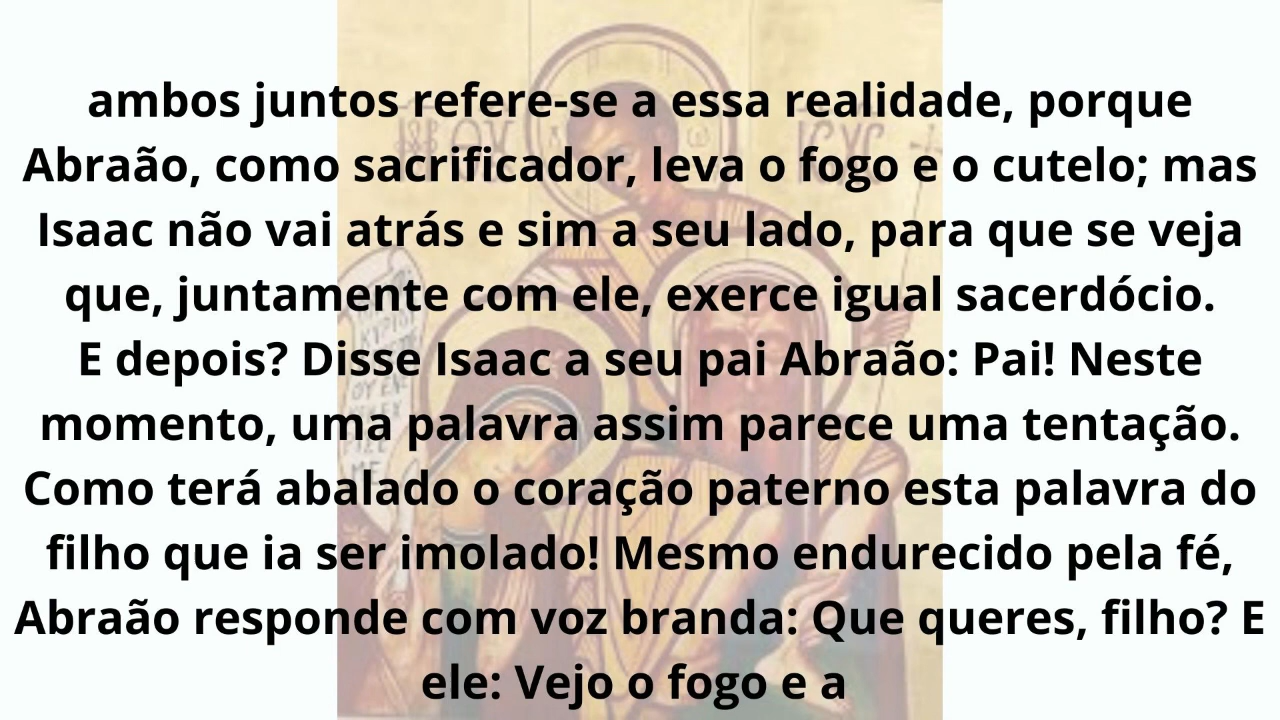 ambos juntos refere-se a essa realidade, porque
Abraão, como sacrificador, leva o fogo e o cutelo; mas
Isaac não vai atrás e sim a seu lado, para que se veja
que, juntamente com ele, exerce igual sacerdócio.
E depois? Disse Isaac a seu pai Abraão: Pai! Neste
momento, uma palavra assim parece uma tentação.
Como terá abalado o coração paterno esta palavra do
filho que ia ser imolado! Mesmo endurecido pela fé,
Abraão responde com voz branda: Que queres, filho? E
ele: Vejo o fogo e a